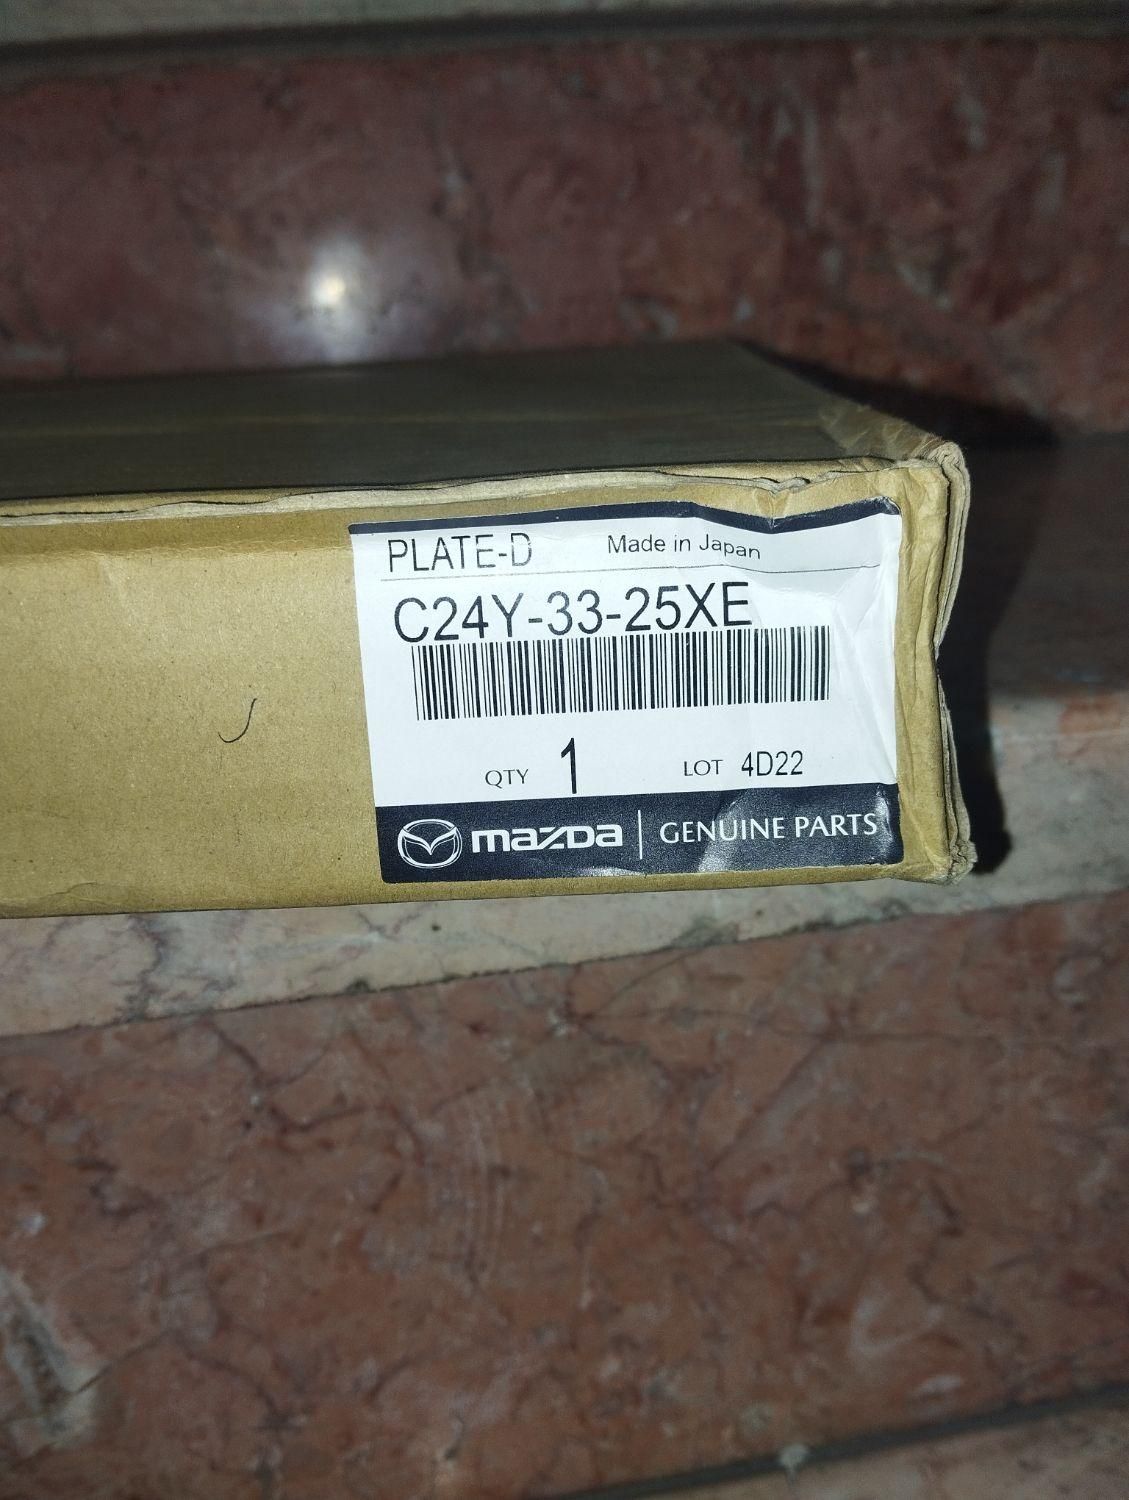 PLATE-D Made in Japan
C24Y-33-25XE
QTY 1 LOT 4D22
mazda GENUINE PARTS